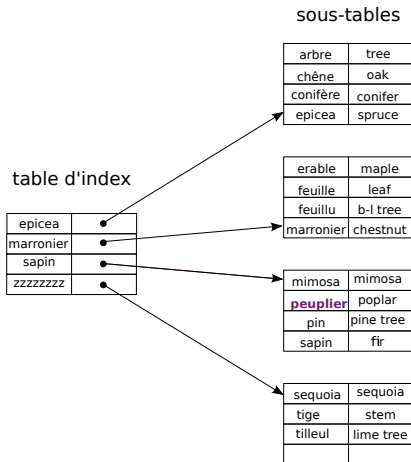 sous-tables
arbre tree
chêne oak
conifère conifer
epicea spruce
table d'index
epicea
marronier
sapin
zzzzzzzz
erable maple
feuille leaf
feuillu b-l tree
marronier chestnut
mimosa mimosa
peuplier poplar
pin pine tree
sapin fir
sequoia sequoia
tige stem
tilleul lime tree